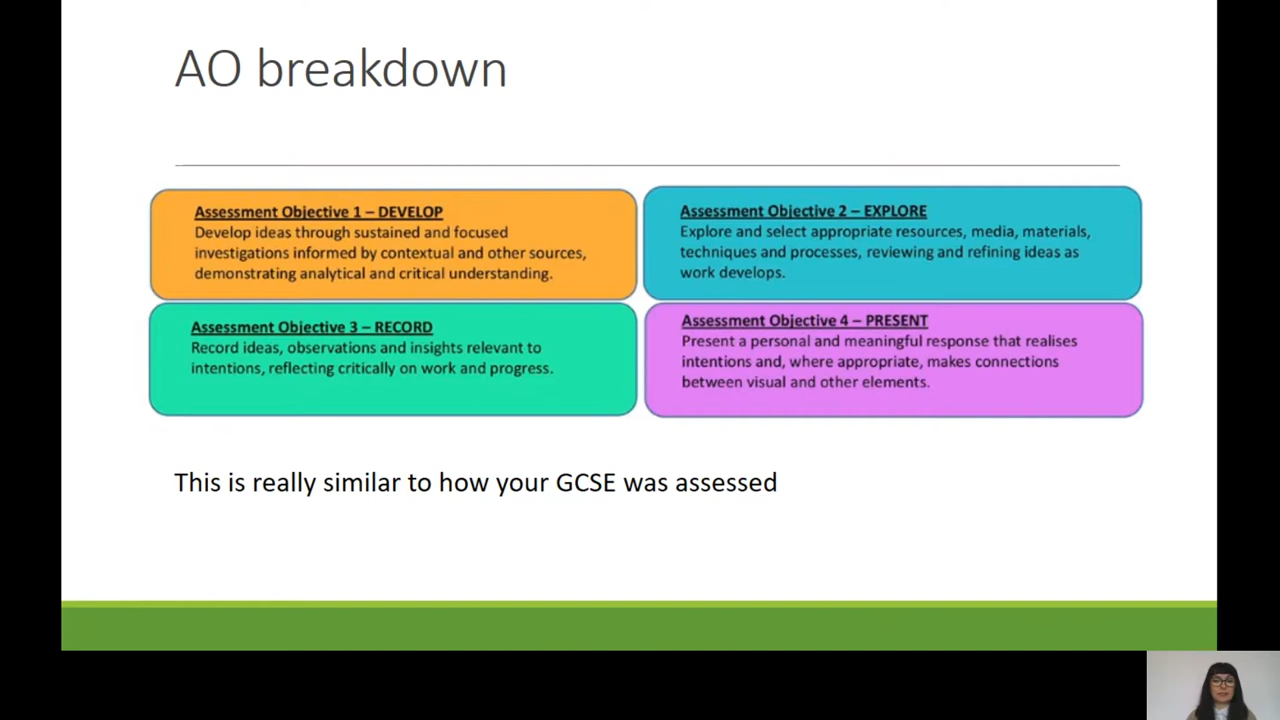 AO breakdown
Assessment Objective 1 – DEVELOP
Develop ideas through sustained and focused
investigations informed by contextual and other sources,
demonstrating analytical and critical understanding.
Assessment Objective 2 – EXPLORE
Explore and select appropriate resources, media, materials,
techniques and processes, reviewing and refining ideas as
work develops.
Assessment Objective 3 – RECORD
Record ideas, observations and insights relevant to
intentions, reflecting critically on work and progress.
Assessment Objective 4 – PRESENT
Present a personal and meaningful response that realises
intentions and, where appropriate, makes connections
between visual and other elements.
This is really similar to how your GCSE was assessed